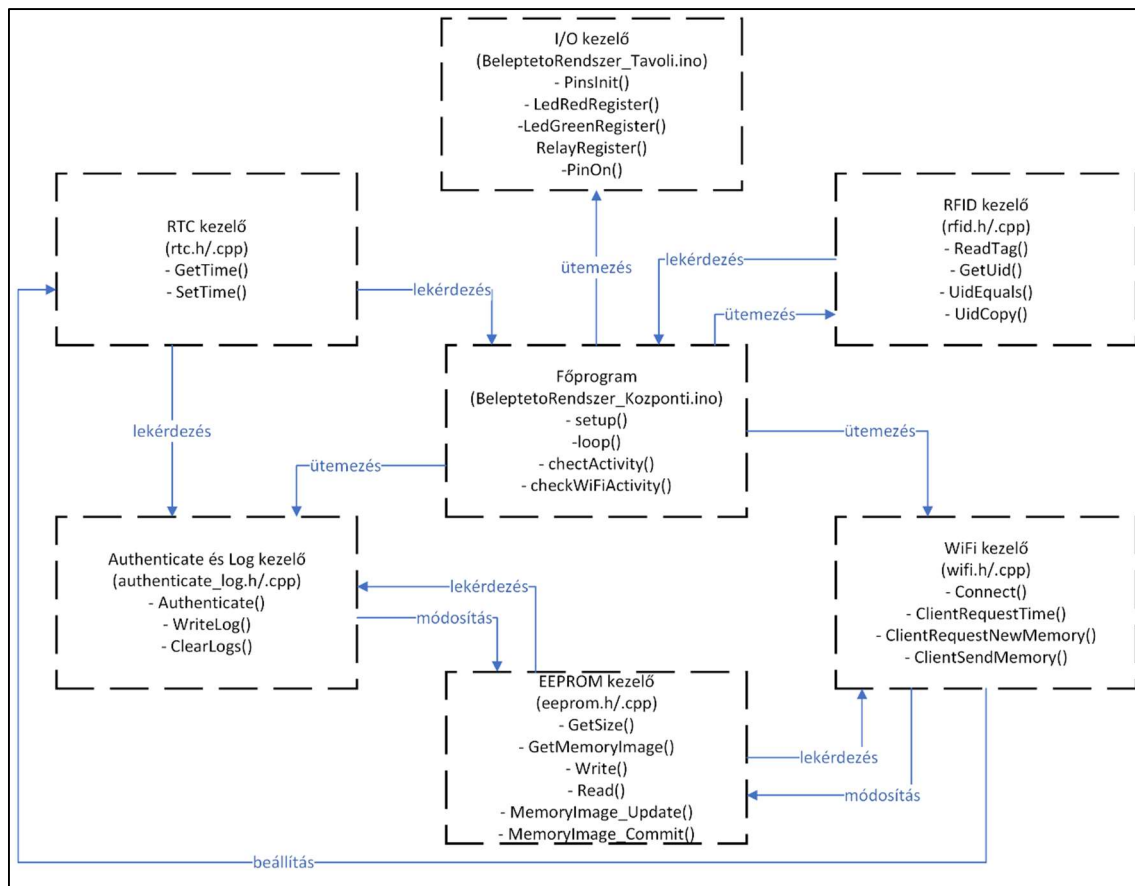 I/O kezelő
(BeleptetoRendszer_Tavoli.ino)
- PinsInit()
- LedRedRegister()
-LedGreenRegister()
RelayRegister()
-PinOn()
RTC kezelő
(rtc.h/.cpp)
- GetTime()
- SetTime()
RFID kezelő
(rfid.h/.cpp)
- ReadTag()
- GetUid()
- UidEquals()
- UidCopy()
ütemezés
lekérdezés
lekérdezés
ütemezés
Főprogram
(BeleptetoRendszer_Kozponti.ino)
- setup()
-loop()
- chectActivity()
- checkWiFiActivity()
lekérdezés
ütemezés
ütemezés
Authenticate és Log kezelő
(authenticate_log.h/.cpp)
- Authenticate()
- WriteLog()
- ClearLogs()
WiFi kezelő
(wifi.h/.cpp)
- Connect()
- ClientRequestTime()
- ClientRequestNewMemory()
- ClientSendMemory()
lekérdezés
módosítás
EEPROM kezelő
(eeprom.h/.cpp)
- GetSize()
- GetMemoryImage()
- Write()
- Read()
- MemoryImage_Update()
- MemoryImage_Commit()
lekérdezés
módosítás
beállítás